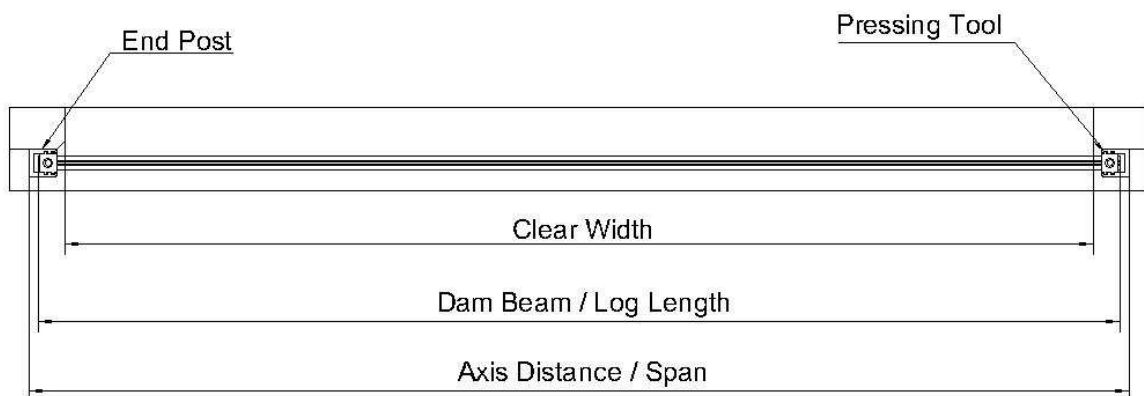 End Post
Pressing Tool
Clear Width
Dam Beam / Log Length
Axis Distance / Span